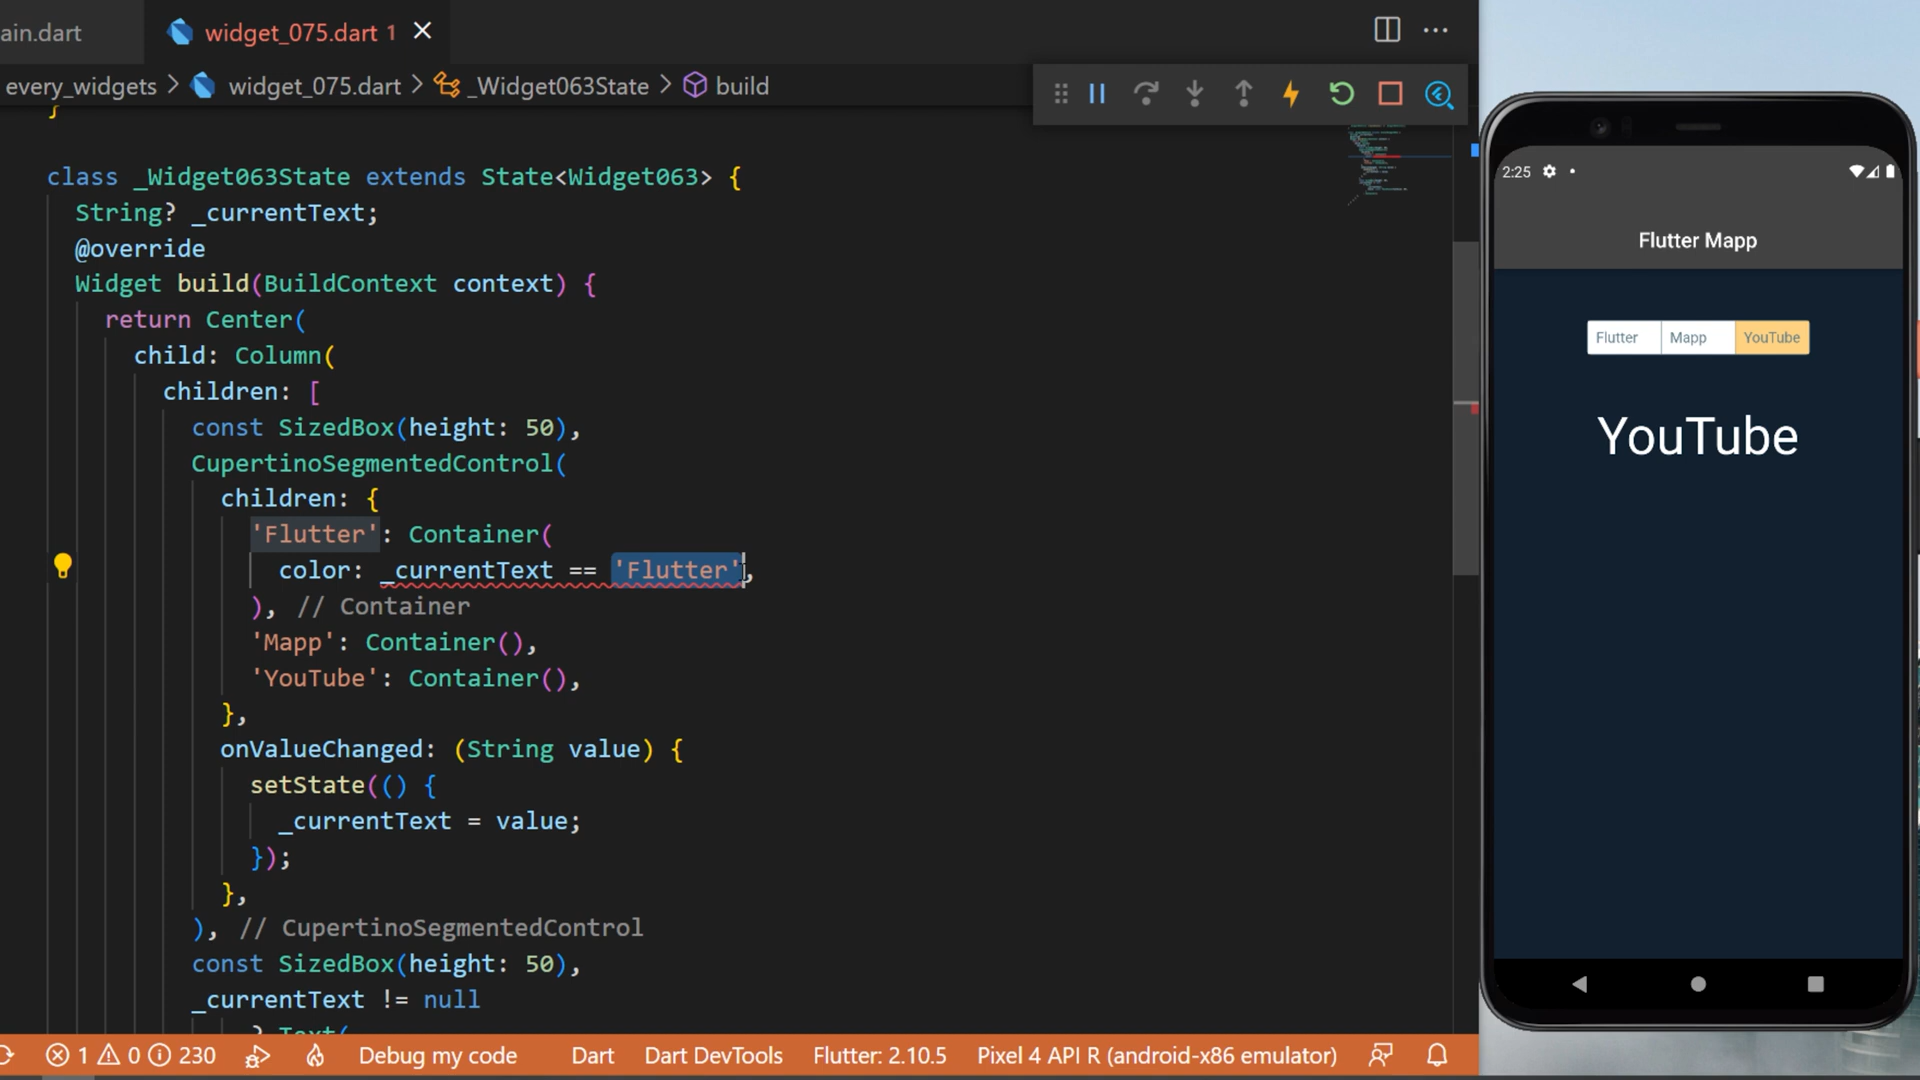 ain.dart
widget_075.dart 1
every_widgets > widget_075.dart > _Widget063State > build
}
class _Widget063State extends State<Widget063> {
String? _currentText;
@override
Widget build(BuildContext context) {
return Center(
child: Column(
children: [
const SizedBox(height: 50),
CupertinoSegmentedControl(
children: {
'Flutter': Container(
color: _currentText == 'Flutter',
), // Container
'Mapp': Container(),
'YouTube': Container(),
},
onValueChanged: (String value) {
setState(() {
_currentText = value;
});
},
), // CupertinoSegmentedControl
const SizedBox(height: 50),
_currentText != null
? Text(
1 0 230 Debug my code Dart Dart DevTools Flutter: 2.10.5 Pixel 4 API R (android-x86 emulator)
2:25
Flutter Mapp
Flutter Mapp YouTube
YouTube